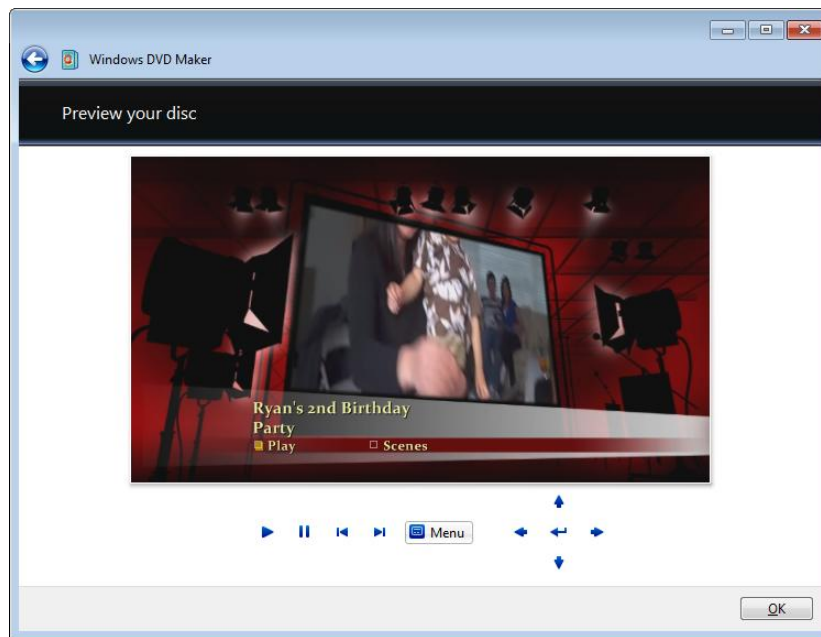 Windows DVD Maker
Preview your disc
Ryan's 2nd Birthday
Party
Play Scenes
Menu
OK